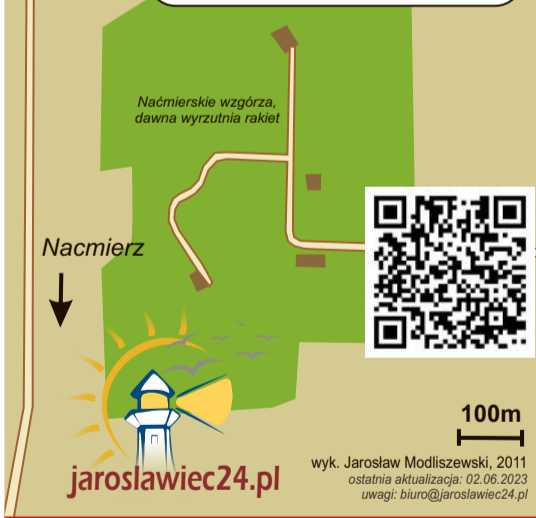 Naćmierskie wzgórza,
dawna wyrzutnia rakiet
Nacmierz
100m
wyk. Jarosław Modliszewski, 2011
ostatnia aktualizacja: 02.06.2023
uwagi: biuro@jaroslawiec24.pl
jaroslawiec24.pl